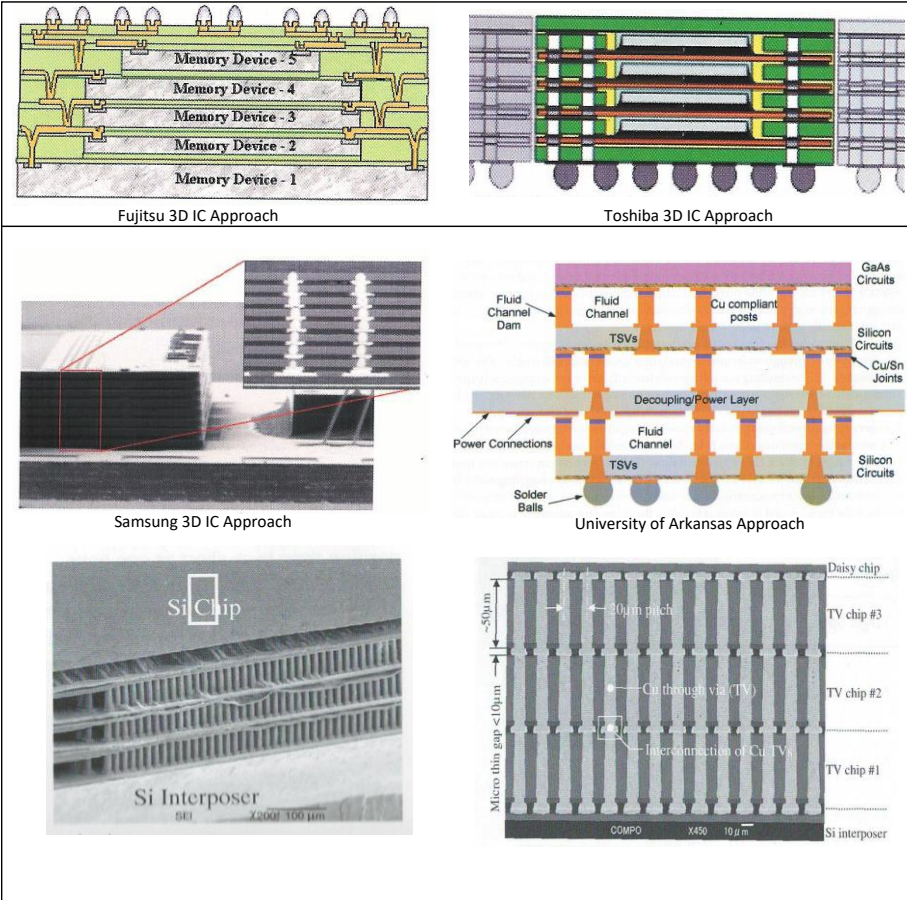 Memory Device - 5
Memory Device - 4
Memory Device - 3
Memory Device - 2
Memory Device - 1
Fujitsu 3D IC Approach
Toshiba 3D IC Approach
Samsung 3D IC Approach
GaAs
Circuits
Fluid
Channel
Dam
Fluid
Channel
Cu compliant
posts
TSVs
Silicon
Circuits
Cu/Sn
Joints
Decoupling/Power Layer
Power Connections
Fluid
Channel
TSVs
Silicon
Circuits
Solder
Balls
University of Arkansas Approach
Si Chip
Si Interposer
SEI X200 100 µm
Daisy chip
~50µm
20µm pitch
TV chip #3
Micro thin gap <10µm
Cu through via (TV)
TV chip #2
Interconnection of Cu TVs
TV chip #1
COMPO X450 10µm
Si interposer